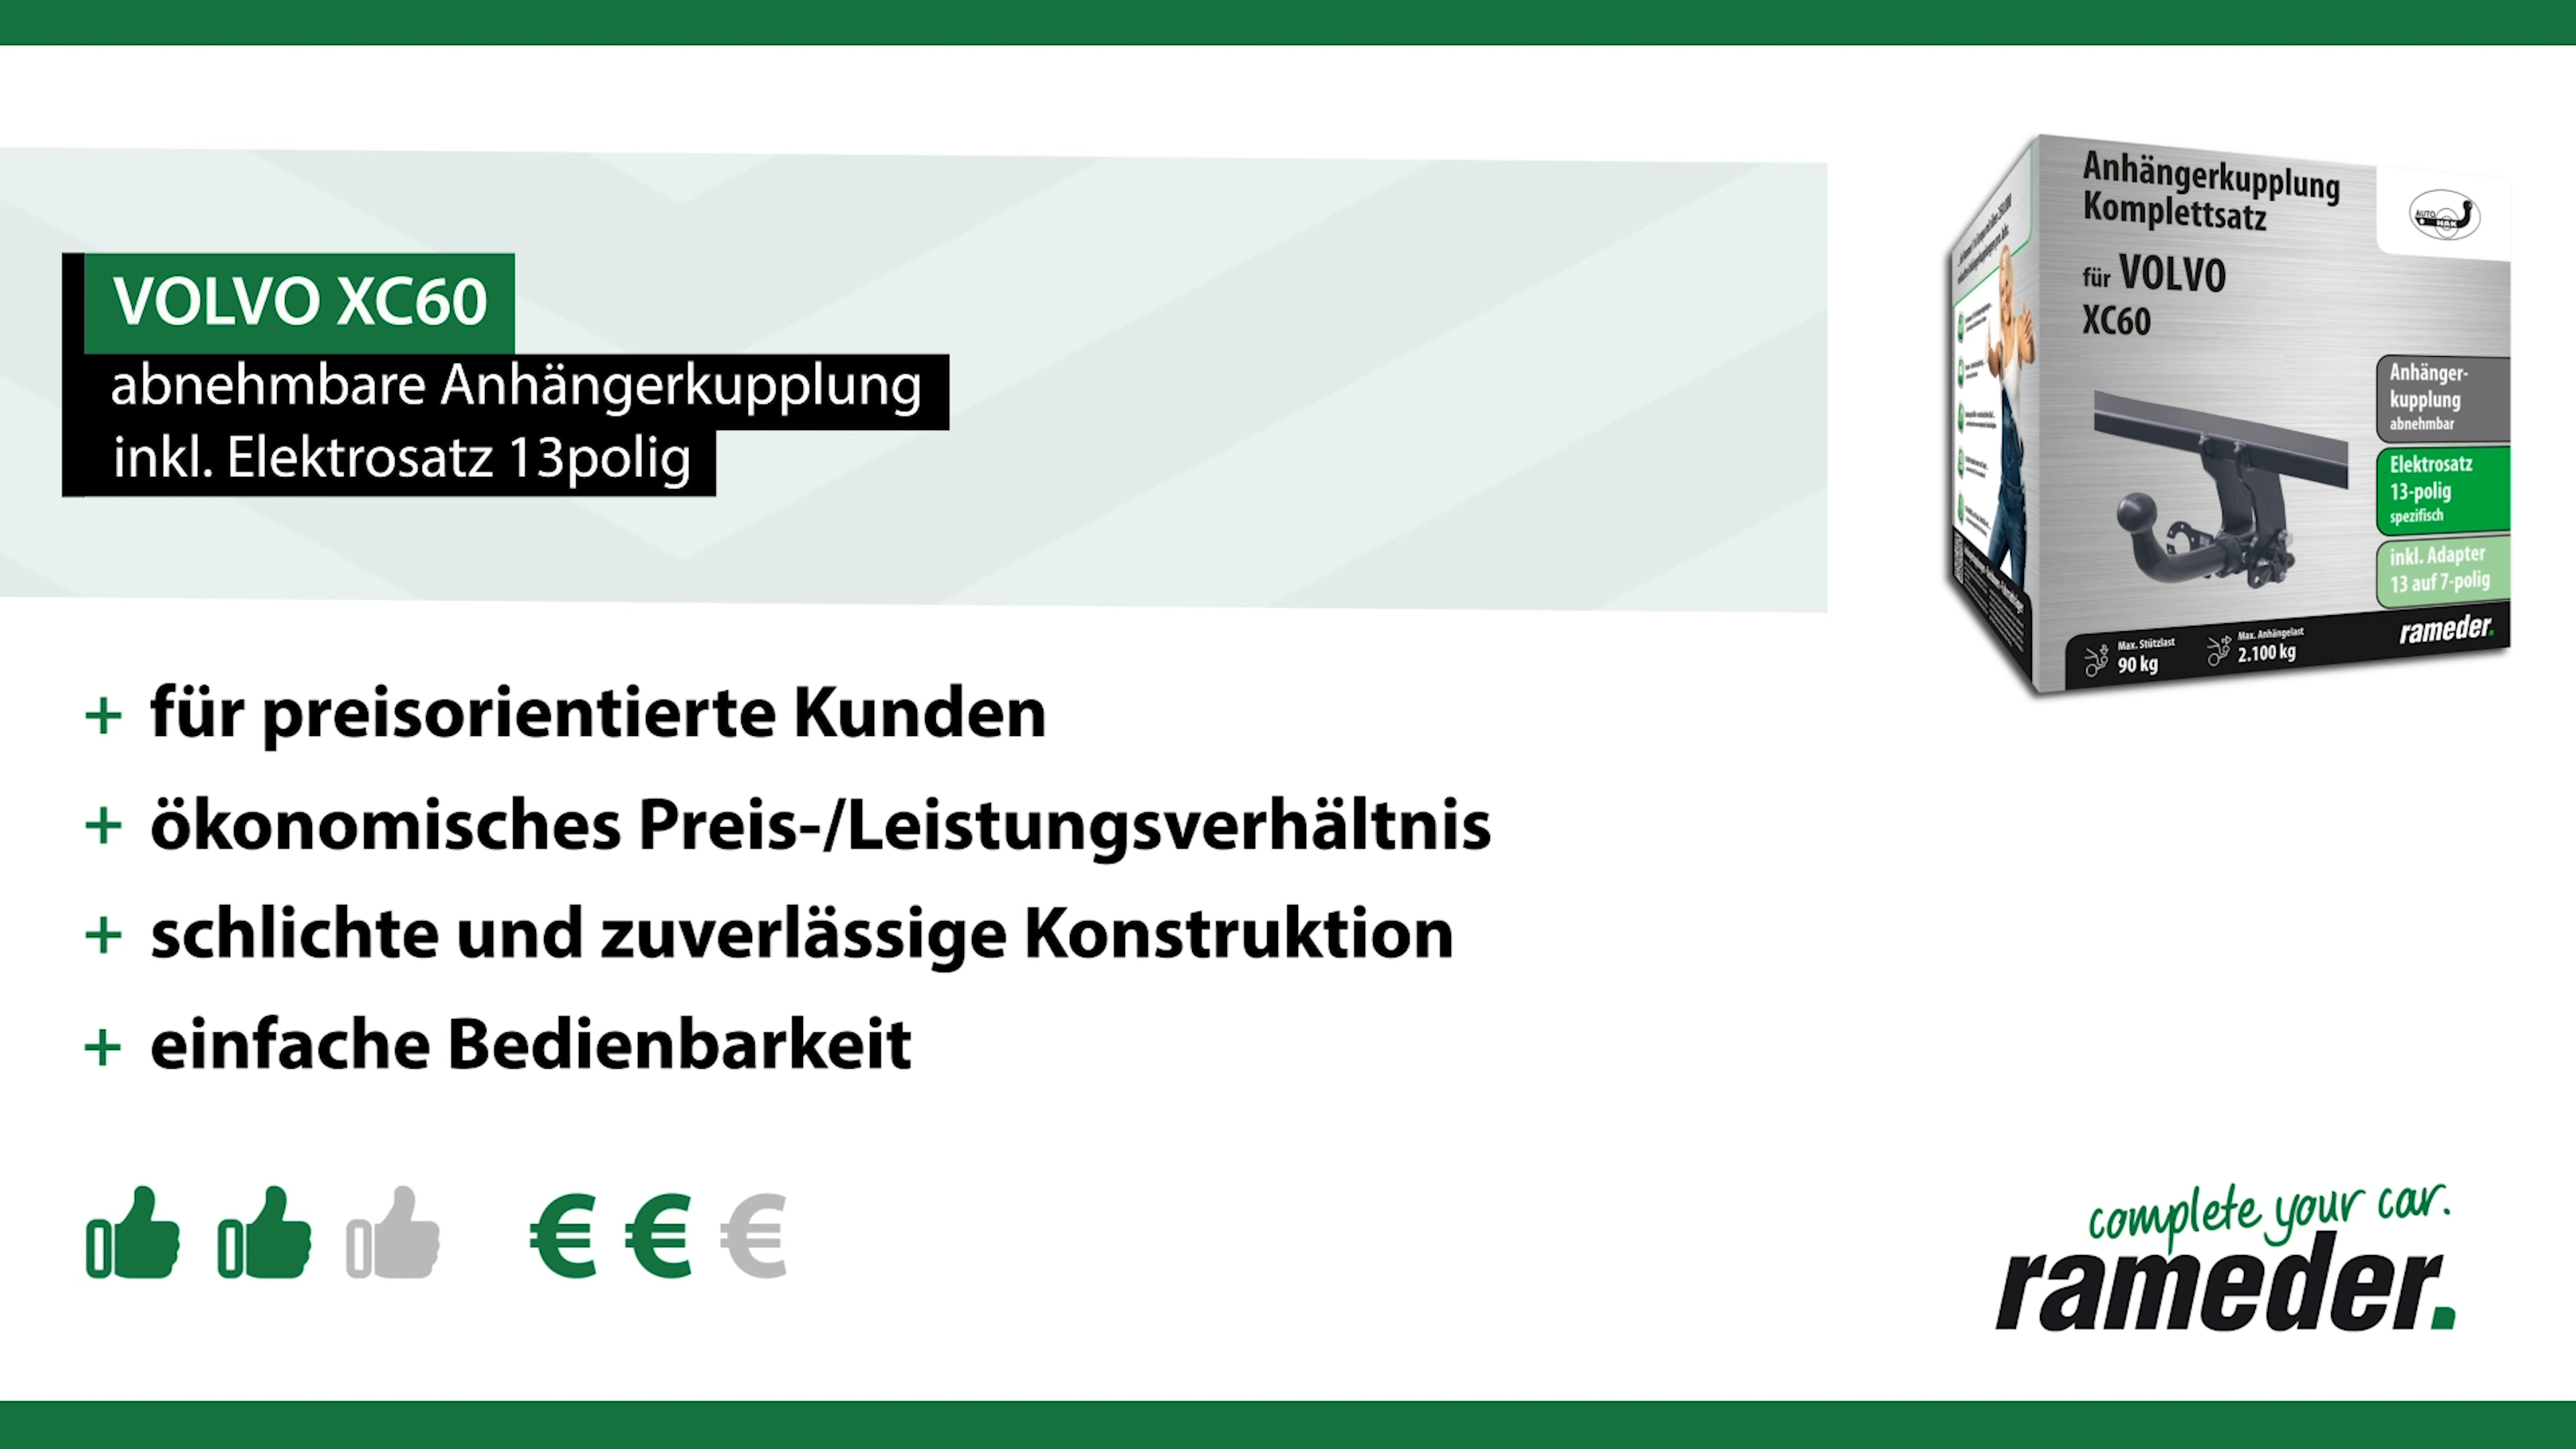 VOLVO XC60
abnehmbare Anhängerkupplung
inkl. Elektrosatz 13polig
Anhängerkupplung
Komplettsatz
für VOLVO
XC60
AUTO
HAK
Anhänger-
kupplung
abnehmbar
Elektrosatz
13-polig
spezifisch
inkl. Adapter
13 auf 7-polig
Max. Stützlast
90 kg
Max. Anhängelast
2.100 kg
rameder.
+ für preisorientierte Kunden
+ ökonomisches Preis-/Leistungsverhältnis
+ schlichte und zuverlässige Konstruktion
+ einfache Bedienbarkeit
€ € €
complete your car.
rameder.